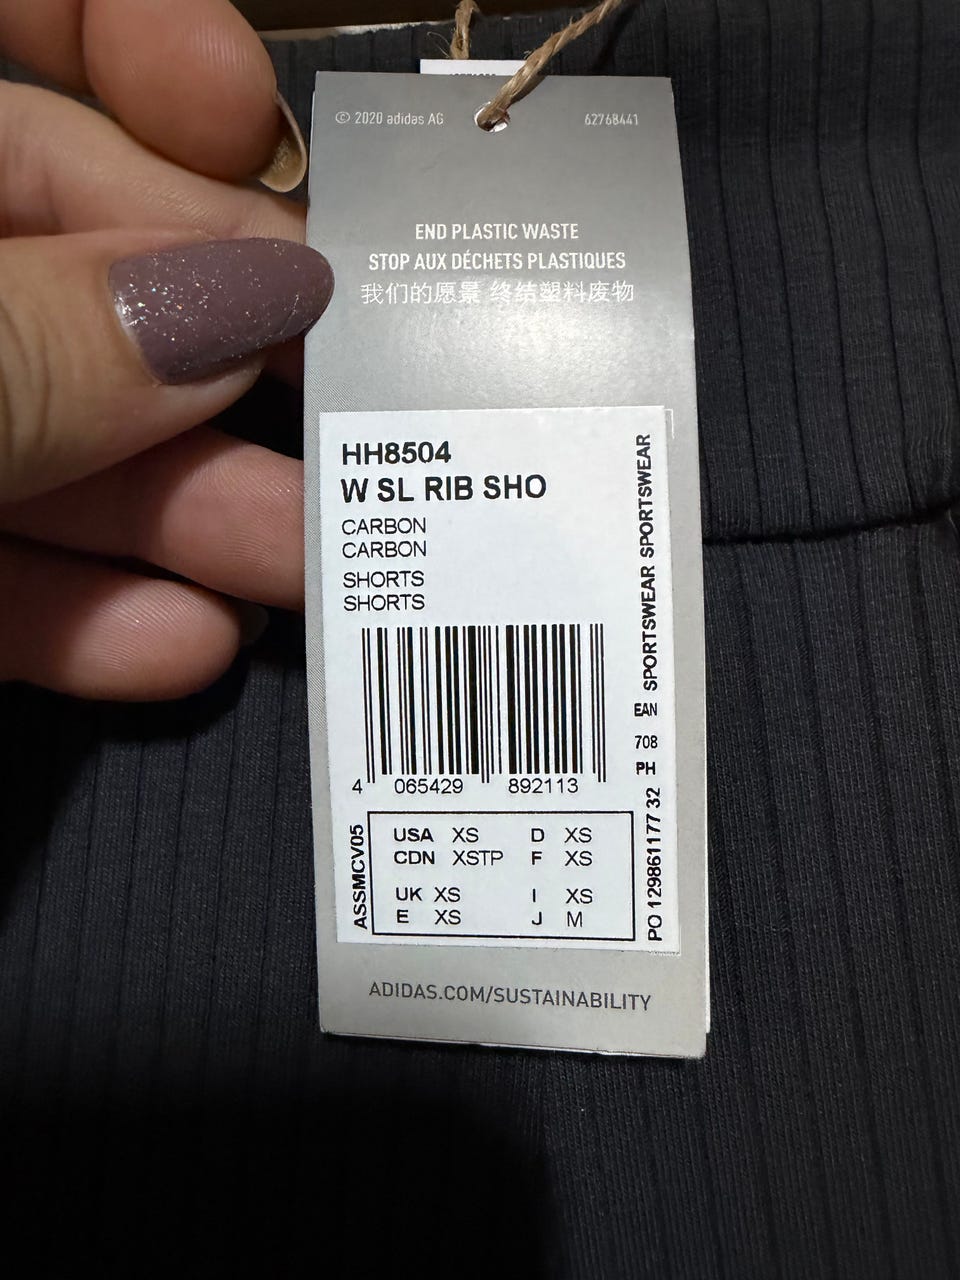 © 2020 adidas AG
62768441
END PLASTIC WASTE
STOP AUX DÉCHETS PLASTIQUES
我们的愿景 终结塑料废物
HH8504
W SL RIB SHO
CARBON
CARBON
SHORTS
SHORTS
SPORTSWEAR SPORTSWEAR
EAN
708
PH
4 065429 892113
PO 129861177 32
ASSMCV05
USA XS D XS
CDN XSTP F XS
UK XS I XS
E XS J M
ADIDAS.COM/SUSTAINABILITY